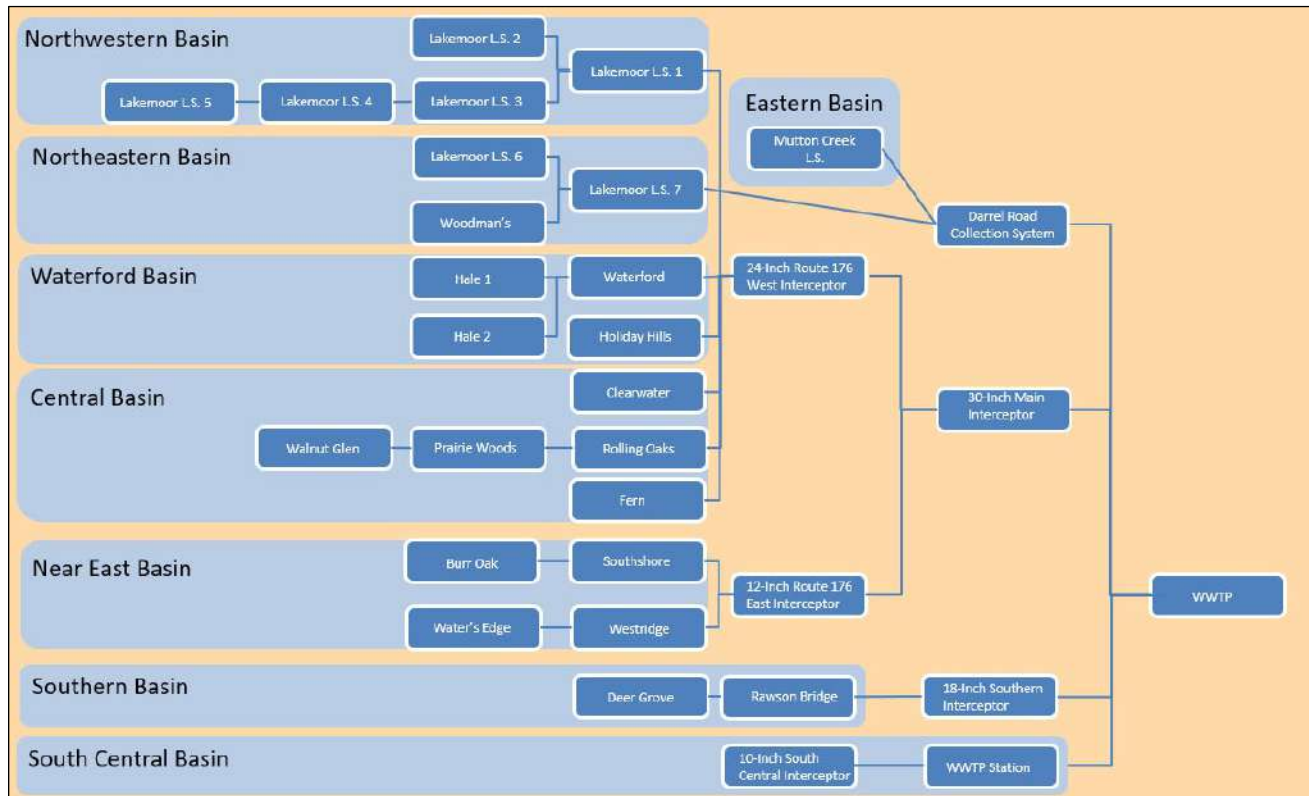 Northwestern Basin
Lakemoor L.S. 2
Lakemoor L.S. 1
Lakemoor L.S. 5
Lakemoor L.S. 4
Lakemoor L.S. 3
Eastern Basin
Mutton Creek
L.S.
Northeastern Basin
Lakemoor L.S. 6
Lakemoor L.S. 7
Woodman's
Darrel Road
Collection System
Waterford Basin
Hale 1
Waterford
24-Inch Route 176
West Interceptor
Hale 2
Holiday Hills
Central Basin
Clearwater
30-Inch Main
Interceptor
Walnut Glen
Prairie Woods
Rolling Oaks
Fern
Near East Basin
Burr Oak
Southshore
12-Inch Route 176
East Interceptor
WWTP
Water's Edge
Westridge
Southern Basin
Deer Grove
Rawson Bridge
18-Inch Southern
Interceptor
South Central Basin
10-Inch South
Central Interceptor
WWTP Station